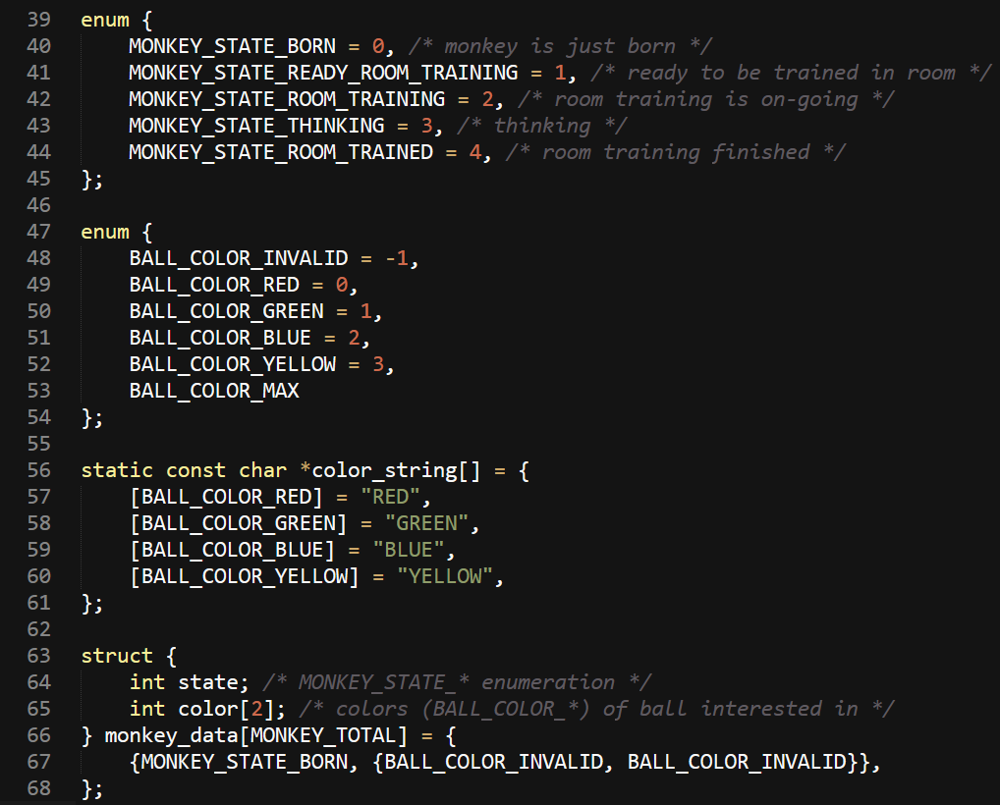 39 enum {
40     MONKEY_STATE_BORN = 0, /* monkey is just born */
41     MONKEY_STATE_READY_ROOM_TRAINING = 1, /* ready to be trained in room */
42     MONKEY_STATE_ROOM_TRAINING = 2, /* room training is on-going */
43     MONKEY_STATE_THINKING = 3, /* thinking */
44     MONKEY_STATE_ROOM_TRAINED = 4, /* room training finished */
45 };
46
47 enum {
48     BALL_COLOR_INVALID = -1,
49     BALL_COLOR_RED = 0,
50     BALL_COLOR_GREEN = 1,
51     BALL_COLOR_BLUE = 2,
52     BALL_COLOR_YELLOW = 3,
53     BALL_COLOR_MAX
54 };
55
56 static const char *color_string[] = {
57     [BALL_COLOR_RED] = "RED",
58     [BALL_COLOR_GREEN] = "GREEN",
59     [BALL_COLOR_BLUE] = "BLUE",
60     [BALL_COLOR_YELLOW] = "YELLOW",
61 };
62
63 struct {
64     int state; /* MONKEY_STATE_* enumeration */
65     int color[2]; /* colors (BALL_COLOR_*) of ball interested in */
66 } monkey_data[MONKEY_TOTAL] = {
67     {MONKEY_STATE_BORN, {BALL_COLOR_INVALID, BALL_COLOR_INVALID}},
68 };